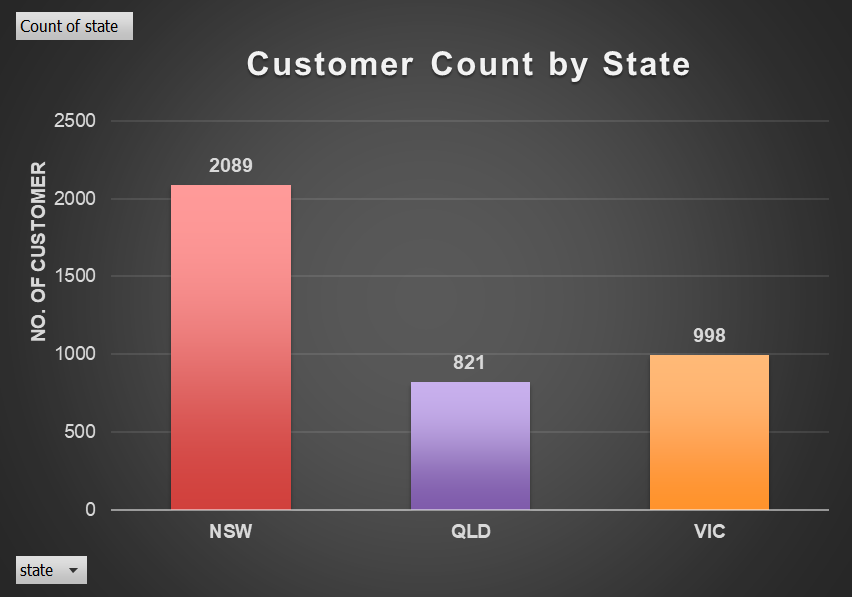 Count of state
Customer Count by State
NO. OF CUSTOMER
2500
2000
1500
1000
500
0
2089
821
998
NSW
QLD
VIC
state